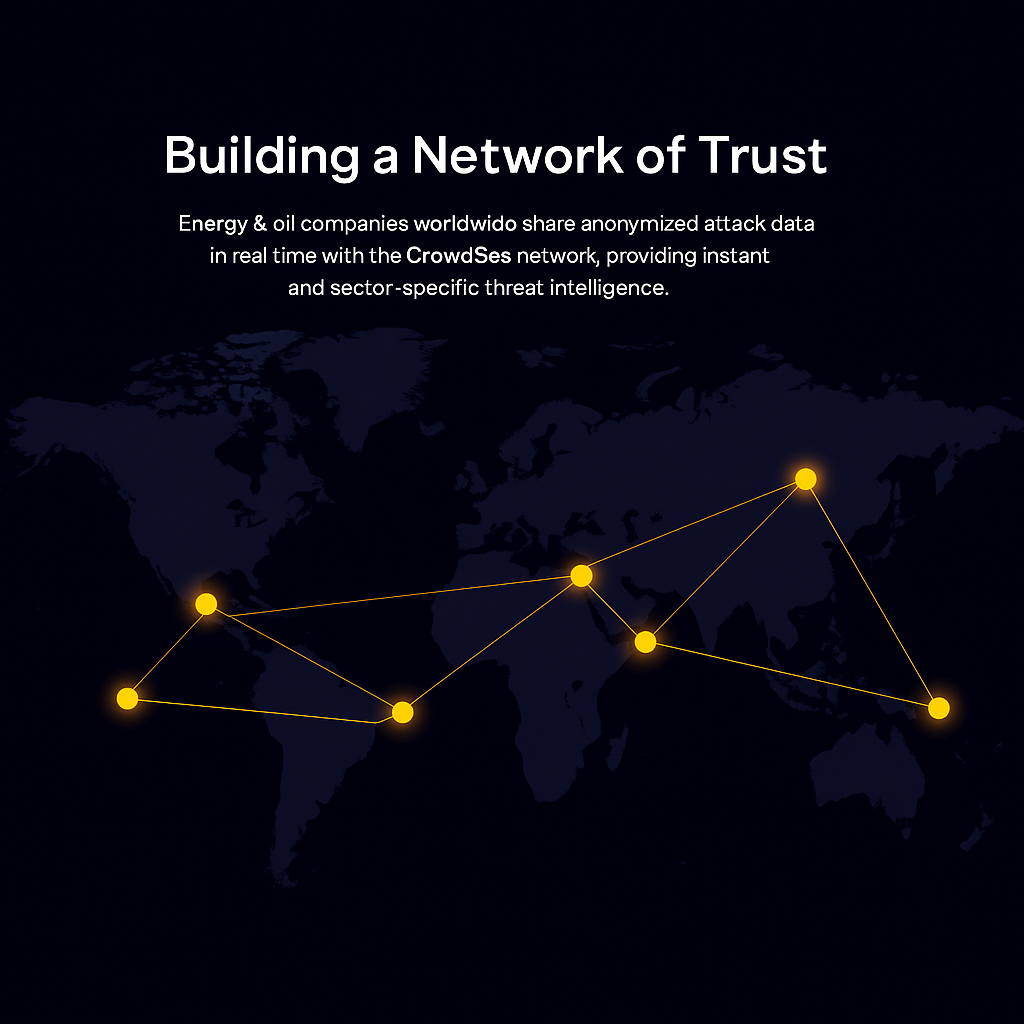 Building a Network of Trust
Energy & oil companies worldwido share anonymized attack data
in real time with the CrowdSes network, providing instant
and sector-specific threat intelligence.